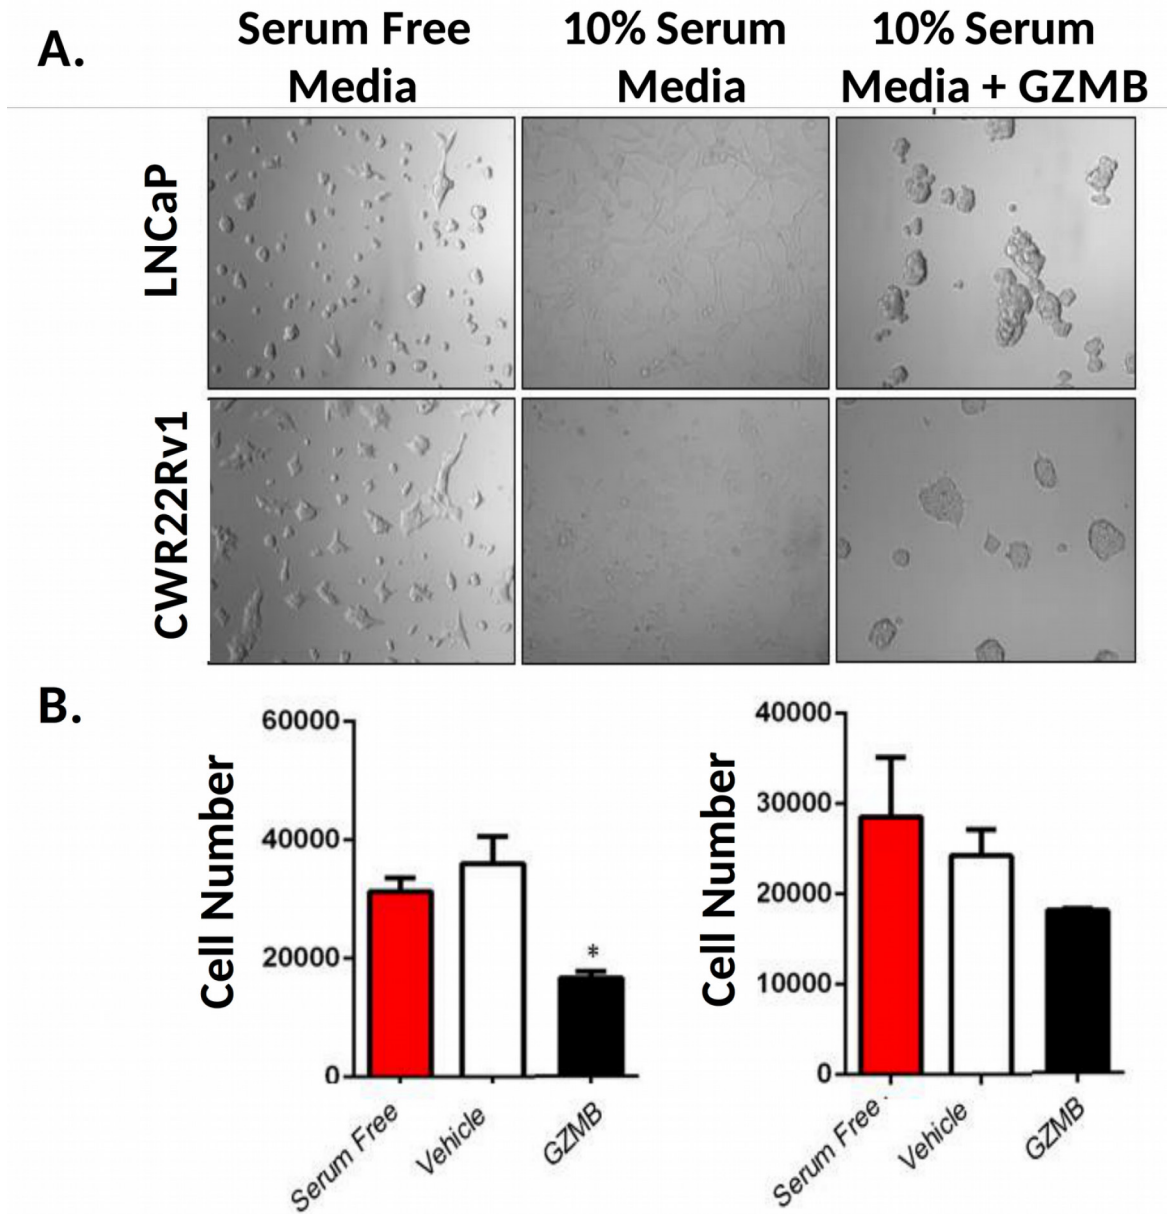 A.
Serum Free
Media
10% Serum
Media
10% Serum
Media + GZMB
LNCaP
CWR22Rv1
B.
Cell Number
60000
40000
20000
0
*
Serum Free
Vehicle
GZMB
Cell Number
40000
30000
20000
10000
0
Serum Free
Vehicle
GZMB